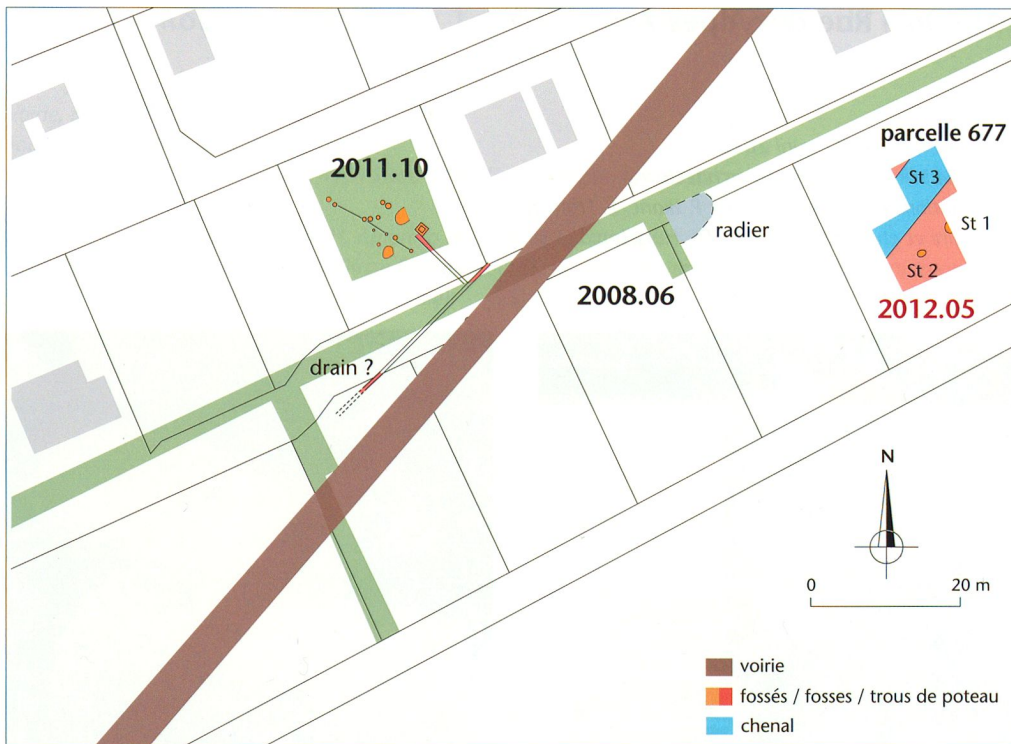 parcelle 677
2011.10
St 3
St 1
radier
St 2
2008.06
2012.05
drain ?
N
0 20 m
voirie
fossés / fosses / trous de poteau
chenal